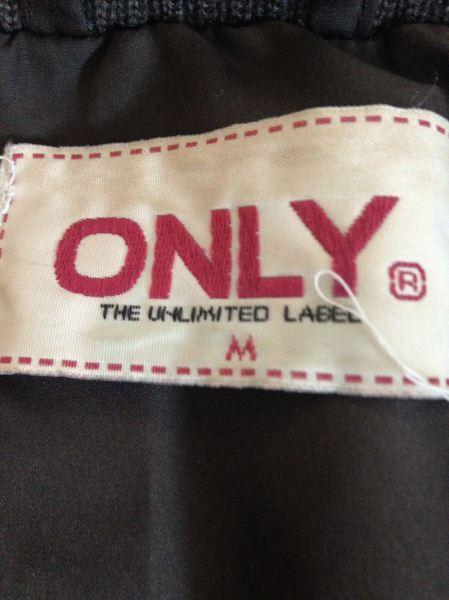 ONLY ®
THE UNLIMITED LABEL
M